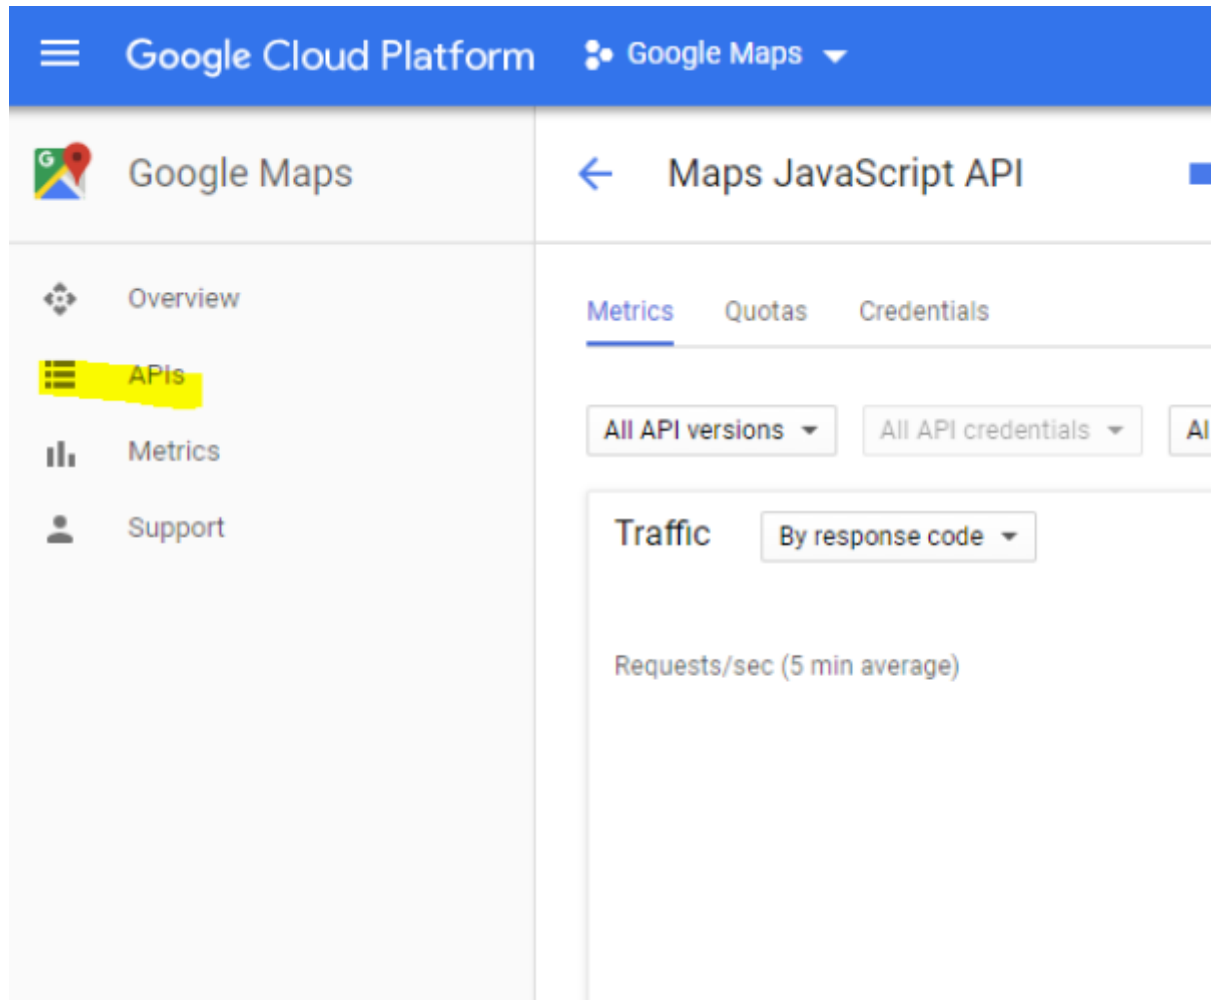 Google Cloud Platform Google Maps
Google Maps
Maps JavaScript API
Overview
APIs
Metrics
Support
Metrics Quotas Credentials
All API versions All API credentials Al
Traffic By response code
Requests/sec (5 min average)